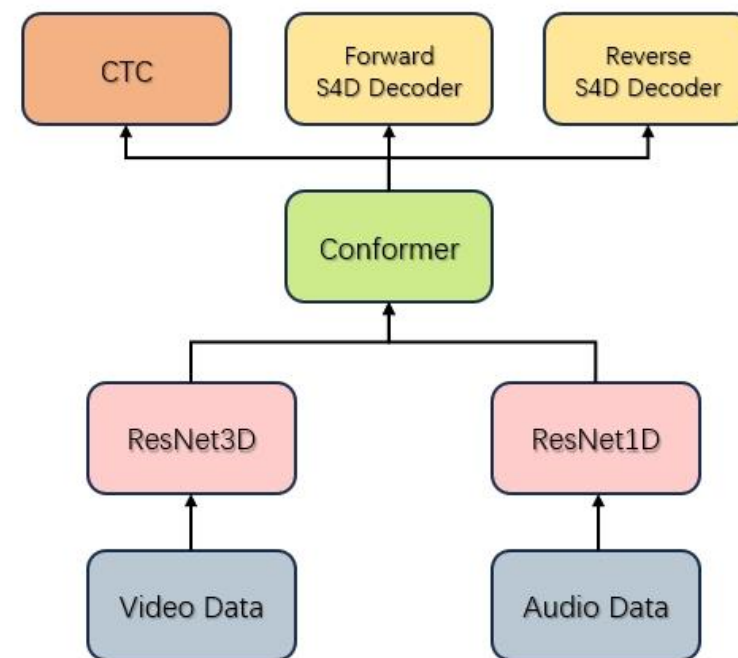 CTC
Forward
S4D Decoder
Reverse
S4D Decoder
Conformer
ResNet3D
ResNet1D
Video Data
Audio Data